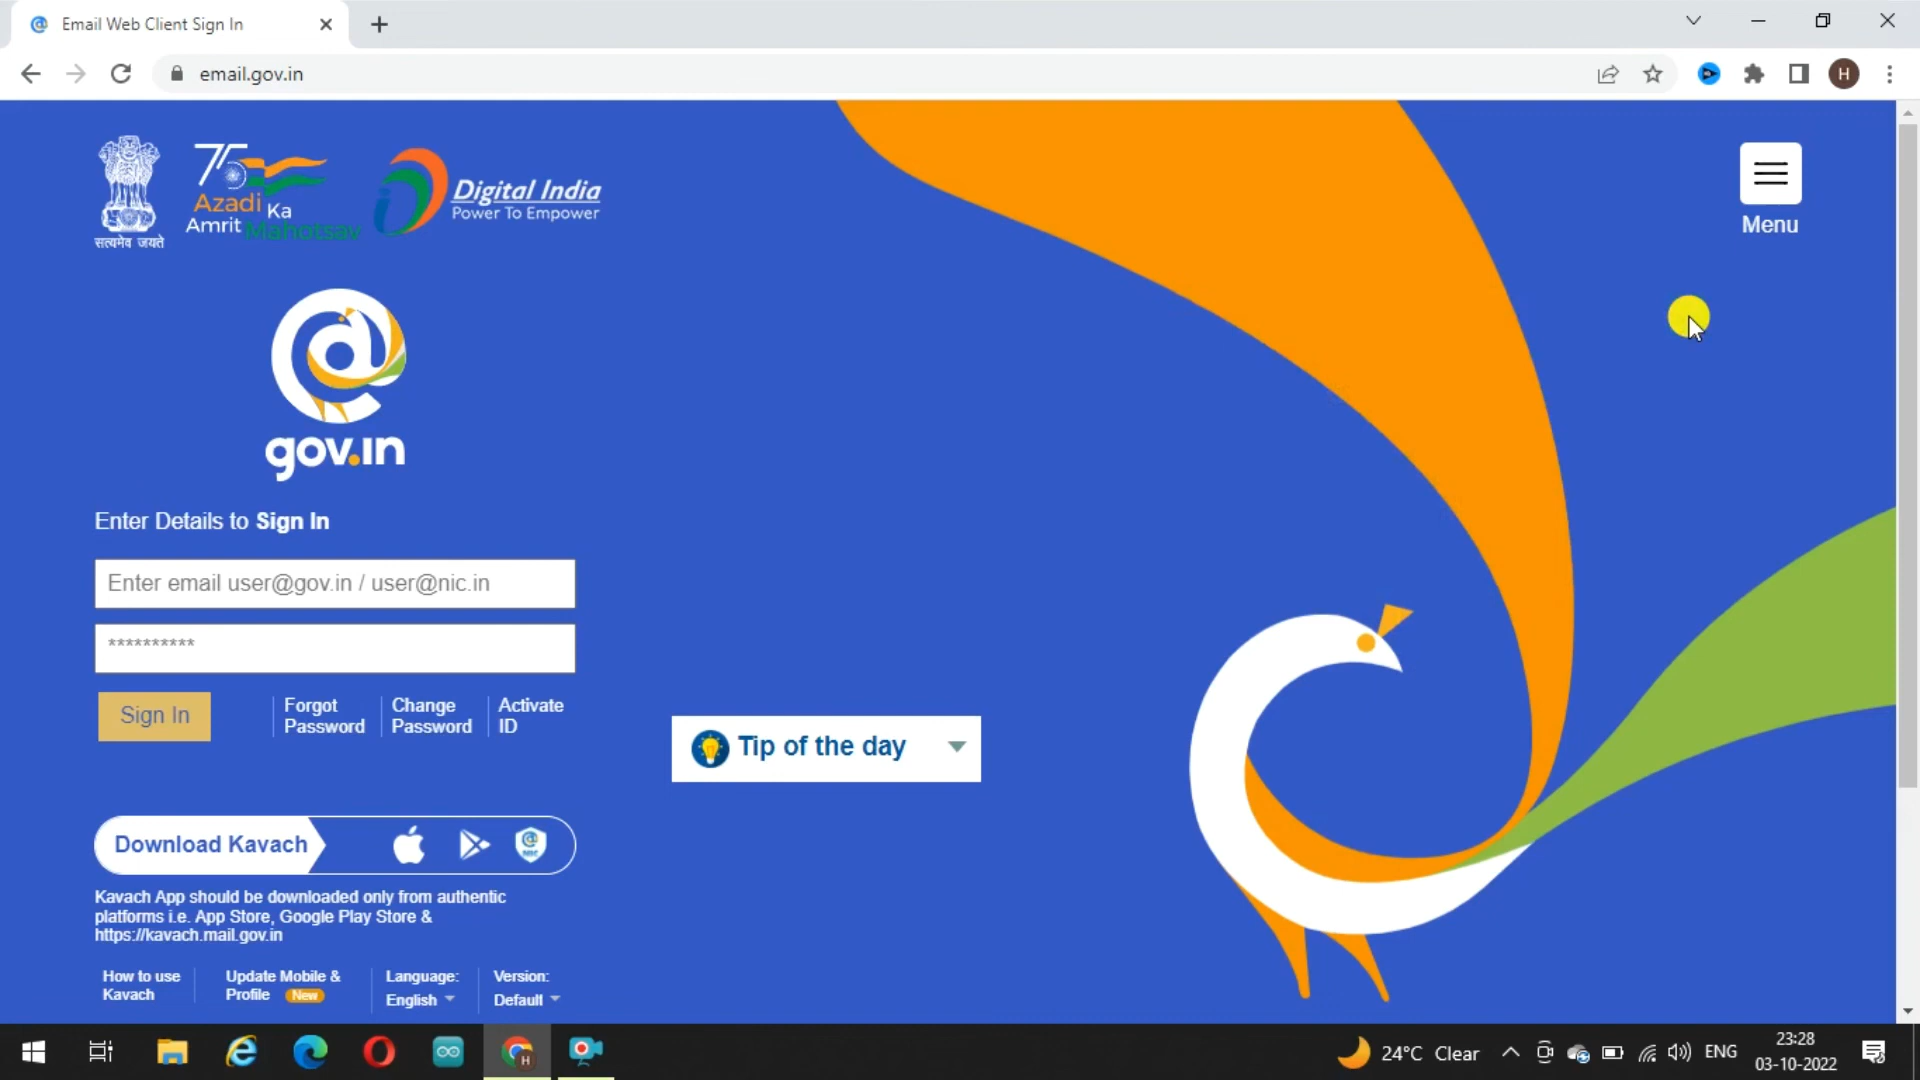 Email Web Client Sign In
email.gov.in
H
75
Azadi Ka
Amrit Mahotsav
सत्यमेव जयते
Digital India
Power To Empower
Menu
gov.in
Enter Details to Sign In
Enter email user@gov.in / user@nic.in
**********
Sign In
Forgot Password
Change Password
Activate ID
Tip of the day
Download Kavach
Kavach App should be downloaded only from authentic
platforms i.e. App Store, Google Play Store &
https://kavach.mail.gov.in
How to use Kavach
Update Mobile & Profile New
Language: English
Version: Default
24°C Clear
ENG
23:28
03-10-2022